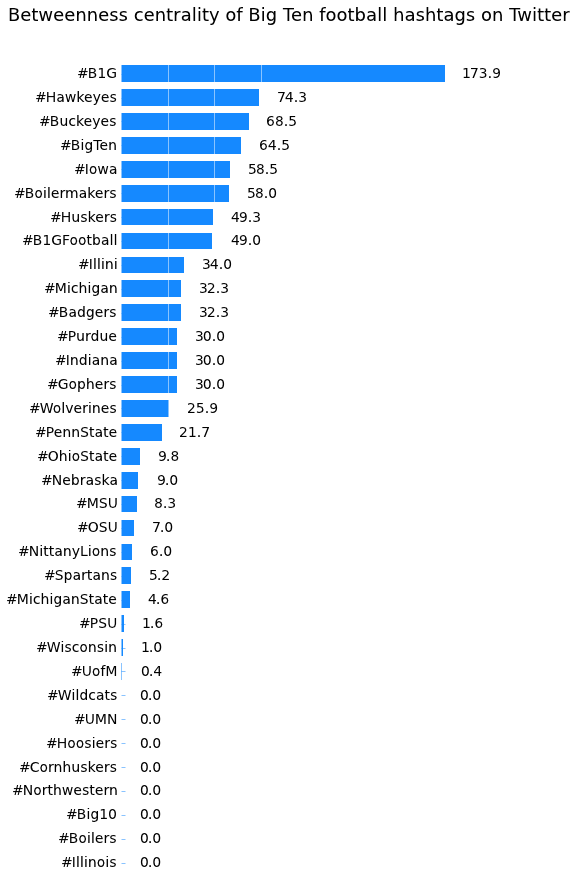 Betweenness centrality of Big Ten football hashtags on Twitter
#B1G 173.9
#Hawkeyes 74.3
#Buckeyes 68.5
#BigTen 64.5
#Iowa 58.5
#Boilermakers 58.0
#Huskers 49.3
#B1GFootball 49.0
#Illini 34.0
#Michigan 32.3
#Badgers 32.3
#Purdue 30.0
#Indiana 30.0
#Gophers 30.0
#Wolverines 25.9
#PennState 21.7
#OhioState 9.8
#Nebraska 9.0
#MSU 8.3
#OSU 7.0
#NittanyLions 6.0
#Spartans 5.2
#MichiganState 4.6
#PSU 1.6
#Wisconsin 1.0
#UofM 0.4
#Wildcats 0.0
#UMN 0.0
#Hoosiers 0.0
#Cornhuskers 0.0
#Northwestern 0.0
#Big10 0.0
#Boilers 0.0
#Illinois 0.0